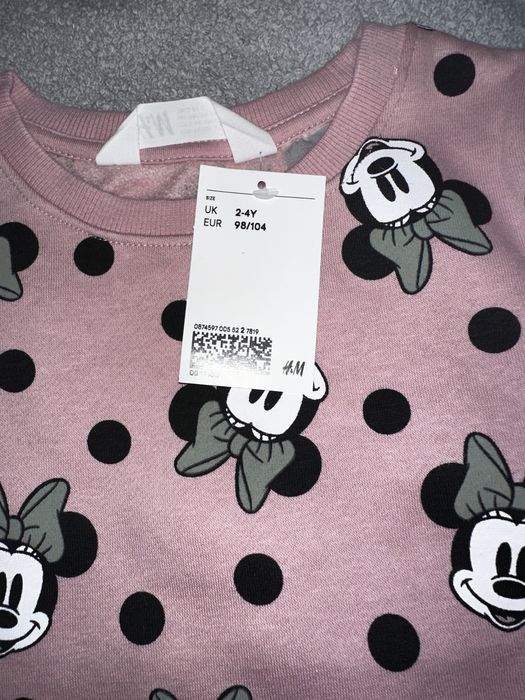 H&M
SIZE
UK 2-4Y
EUR 98/104
0874597 005 52 2 7819
H&M